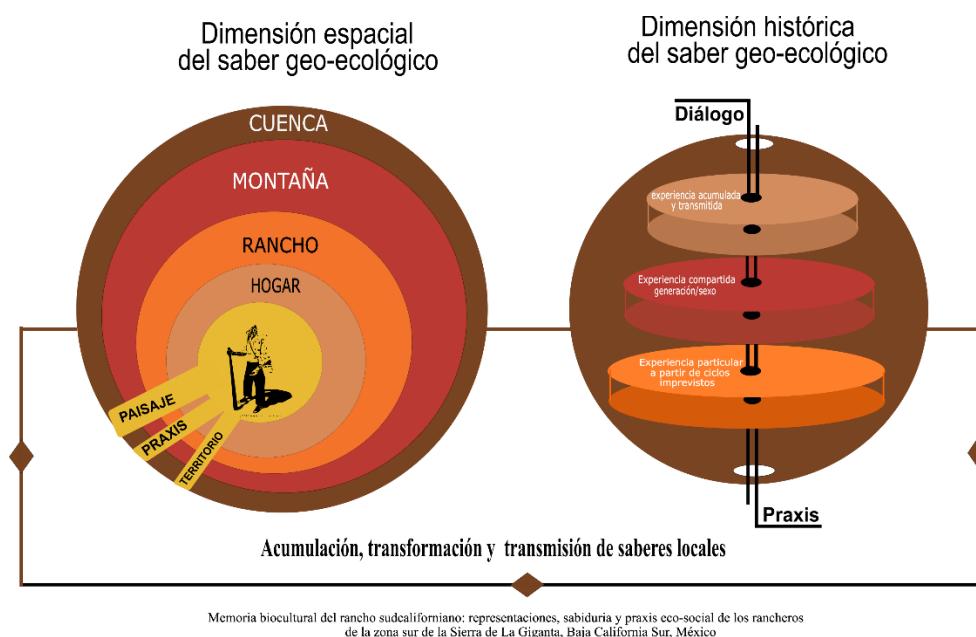 Dimensión espacial
del saber geo-ecológico
Dimensión histórica
del saber geo-ecológico
CUENCA
MONTAÑA
RANCHO
HOGAR
PAISAJE
PRAXIS
TERRITORIO
Diálogo
experiencia acumulada
y transmitida
Experiencia compartida
generación/sexo
Experiencia particular
a partir de ciclos
imprevistos
Praxis
Acumulación, transformación y transmisión de saberes locales
Memoria biocultural del rancho sudcaliforniano: representaciones, sabiduria y praxis eco-social de los rancheros
de la zona sur de la Sierra de La Giganta, Baja California Sur, México